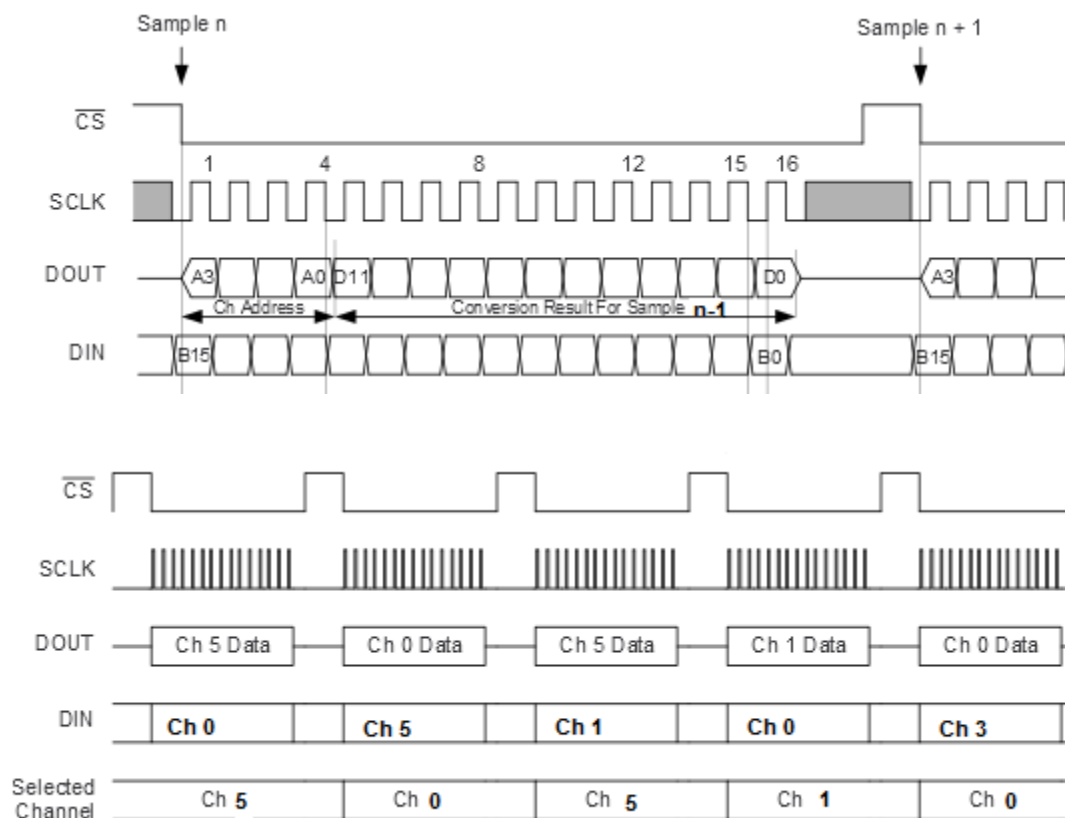 Sample n
Sample n + 1
CS
1 4 8 12 15 16
SCLK
DOUT A3 A0 D11 D0 A3
Ch Address Conversion Result For Sample n-1
DIN B15 B0 B15
CS
SCLK
DOUT Ch 5 Data Ch 0 Data Ch 5 Data Ch 1 Data Ch 0 Data
DIN Ch 0 Ch 5 Ch 1 Ch 0 Ch 3
Selected
Channel Ch 5 Ch 0 Ch 5 Ch 1 Ch 0